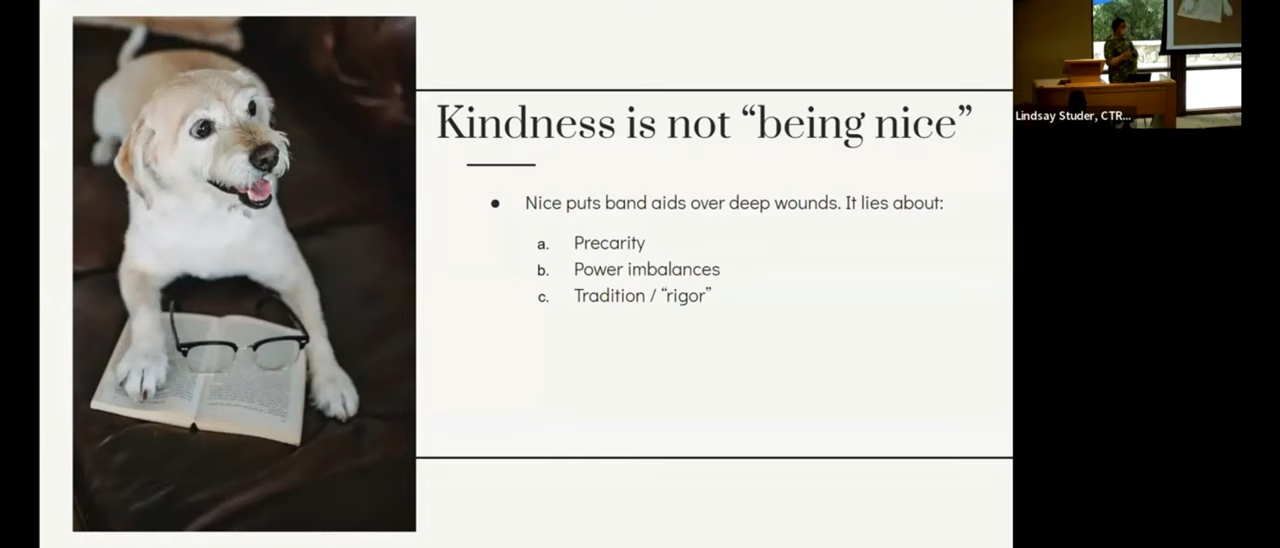 Kindness is not “being nice”
● Nice puts band aids over deep wounds. It lies about:
a. Precarity
b. Power imbalances
c. Tradition / “rigor”
Lindsay Studer, CTR...